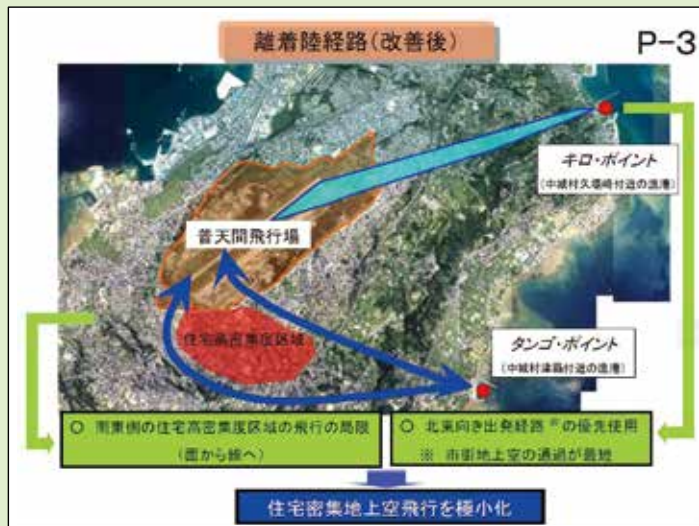 離着陸経路(改善後)
P-3
キロ・ポイント
(中城村久場崎付近の漁港)
普天間飛行場
住宅高密集度区域
タンゴ・ポイント
(中城村津覇付近の漁港)
○ 南東側の住宅高密集度区域の飛行の局限
(面から線へ)
○ 北東向き出発経路※の優先使用
※ 市街地上空の通過が最短
住宅密集地上空飛行を極小化